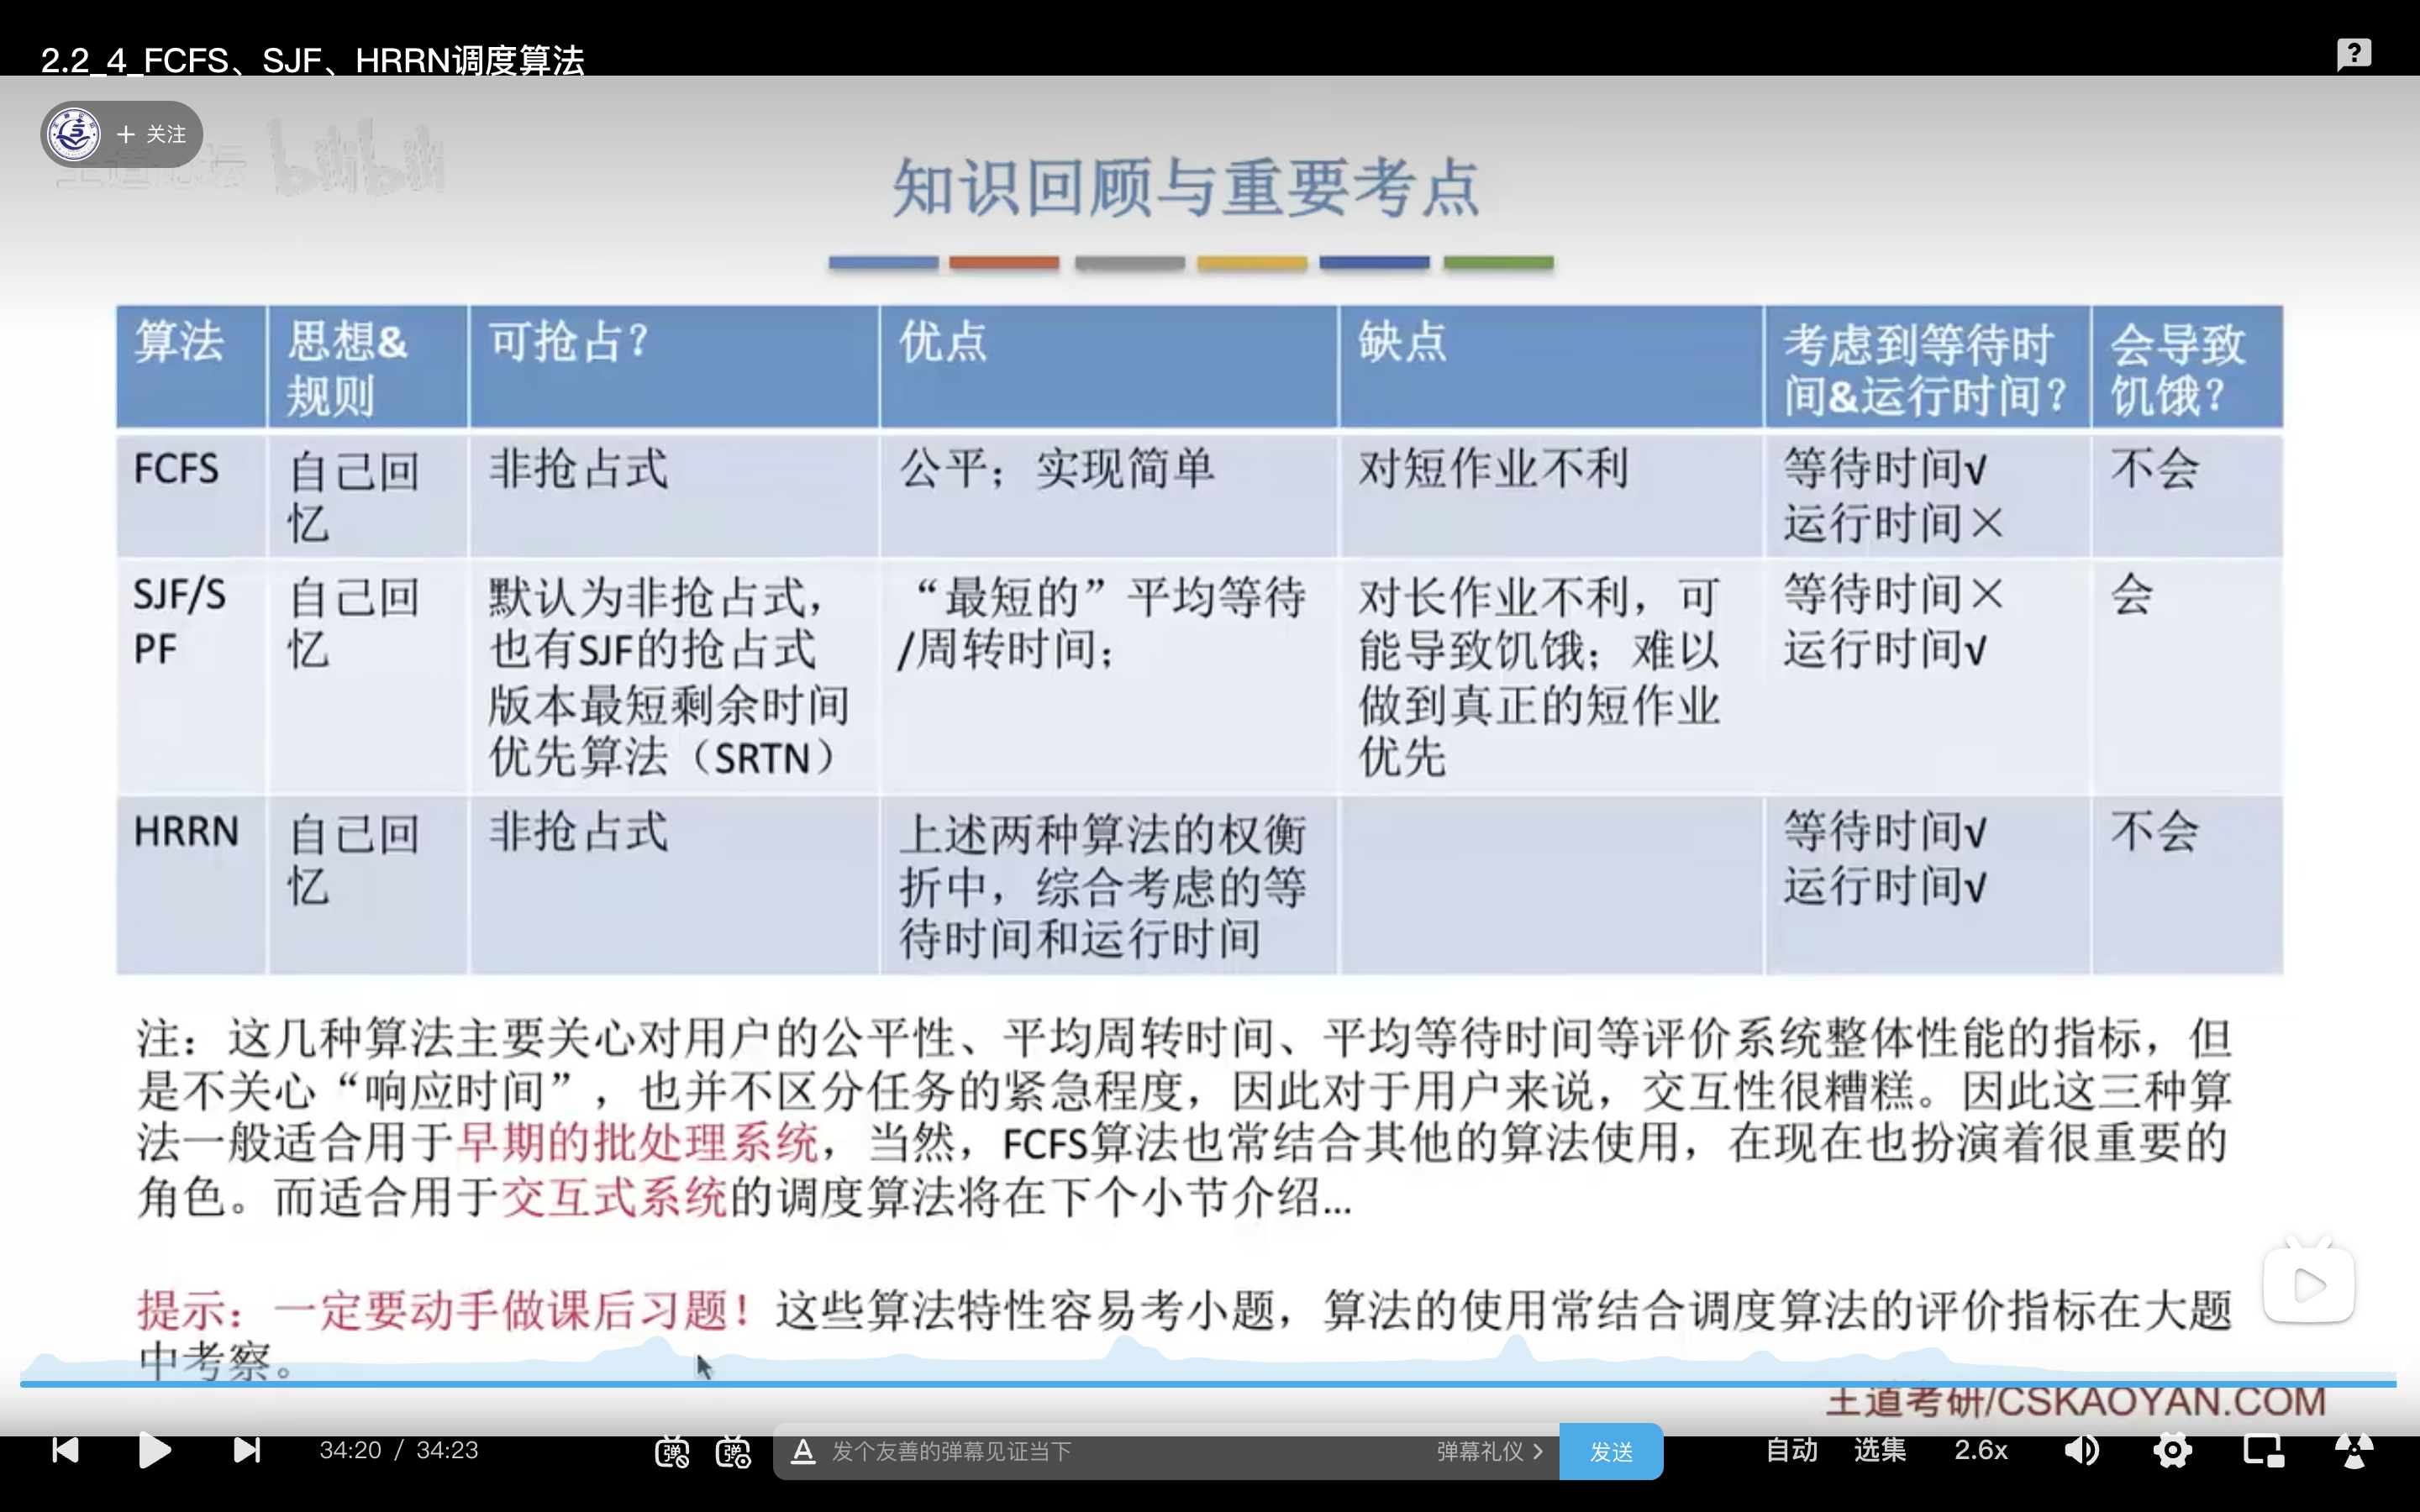 2.2_4_FCFS、SJF、HRRN调度算法
+ 关注
bilibili
知识回顾与重要考点
算法
思想&
规则
可抢占?
优点
缺点
考虑到等待时
间&运行时间?
会导致
饥饿?
FCFS
自己回
忆
非抢占式
公平；实现简单
对短作业不利
等待时间√
运行时间×
不会
SJF/S
PF
自己回
忆
默认为非抢占式，
也有SJF的抢占式
版本最短剩余时间
优先算法（SRTN）
“最短的”平均等待
/周转时间；
对长作业不利，可
能导致饥饿；难以
做到真正的短作业
优先
等待时间×
运行时间√
会
HRRN
自己回
忆
非抢占式
上述两种算法的权衡
折中，综合考虑的等
待时间和运行时间
等待时间√
运行时间√
不会
注：这几种算法主要关心对用户的公平性、平均周转时间、平均等待时间等评价系统整体性能的指标，但
是不关心“响应时间”，也并不区分任务的紧急程度，因此对于用户来说，交互性很糟糕。因此这三种算
法一般适合用于早期的批处理系统，当然，FCFS算法也常结合其他的算法使用，在现在也扮演着很重要的
角色。而适合用于交互式系统的调度算法将在下个小节介绍...
提示：一定要动手做课后习题！这些算法特性容易考小题，算法的使用常结合调度算法的评价指标在大题
中考察。
王道考研/CSKAOYAN.COM
34:20 / 34:23
弹
弹
A
发个友善的弹幕见证当下
弹幕礼仪 >
发送
自动
选集
2.6x